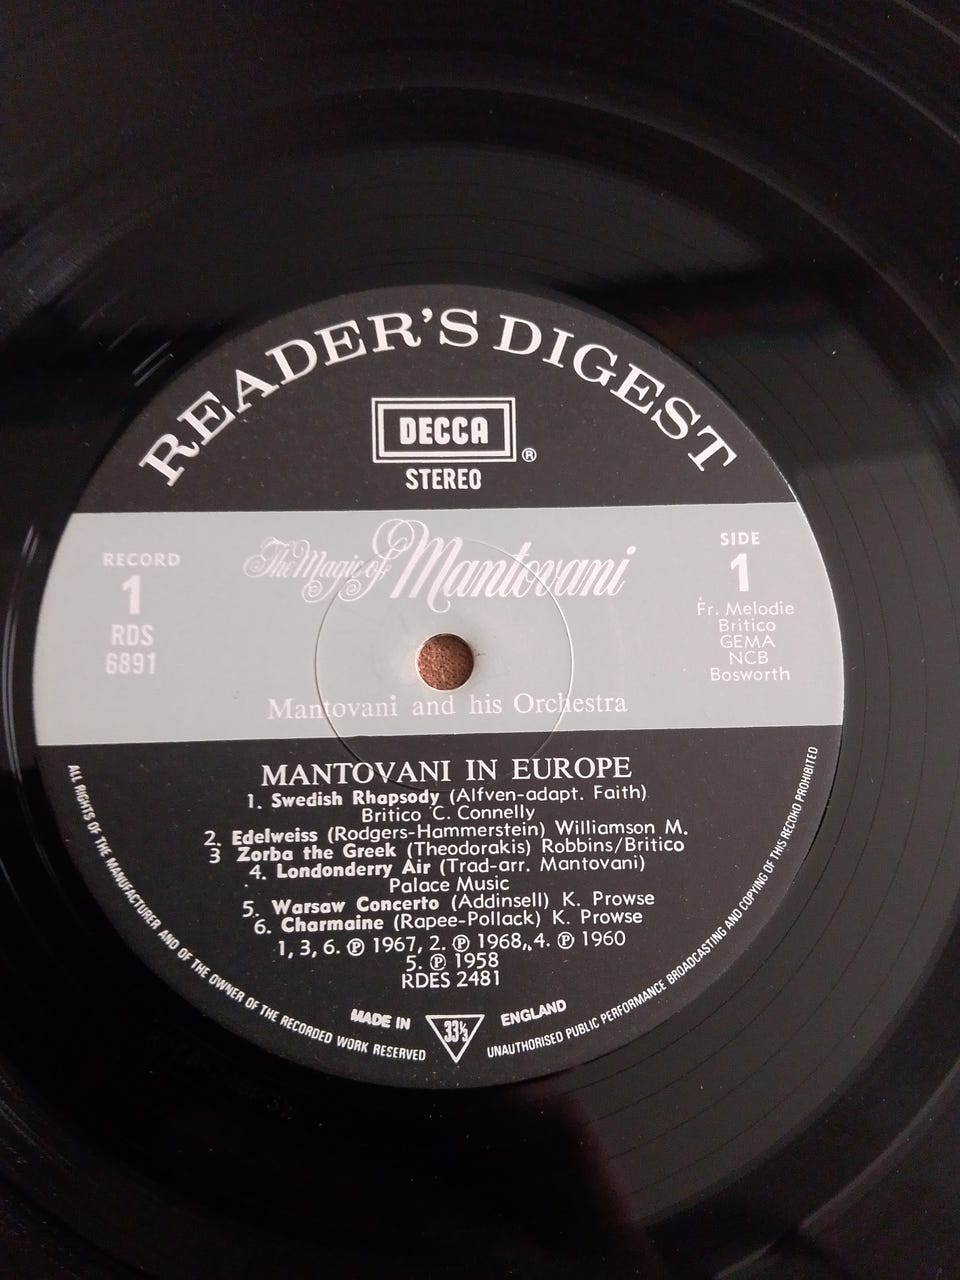 READER'S DIGEST
DECCA
®
STEREO
RECORD
1
RDS
6891
The Magic of Mantovani
SIDE
1
Fr. Melodie
Britico
GEMA
NCB
Bosworth
Mantovani and his Orchestra
MANTOVANI IN EUROPE
1. Swedish Rhapsody (Alfven-adapt. Faith)
Britico C. Connelly
2. Edelweiss (Rodgers-Hammerstein) Williamson M.
3 Zorba the Greek (Theodorakis) Robbins/Britico
4. Londonderry Air (Trad-arr. Mantovani)
Palace Music
5. Warsaw Concerto (Addinsell) K. Prowse
6. Charmaine (Rapee-Pollack) K. Prowse
1, 3, 6. ℗ 1967, 2. ℗ 1968, 4. ℗ 1960
5. ℗ 1958
RDES 2481
MADE IN ENGLAND
33⅓
ALL RIGHTS OF THE MANUFACTURER AND OF THE OWNER OF THE RECORDED WORK RESERVED
UNAUTHORISED PUBLIC PERFORMANCE BROADCASTING AND COPYING OF THIS RECORD PROHIBITED